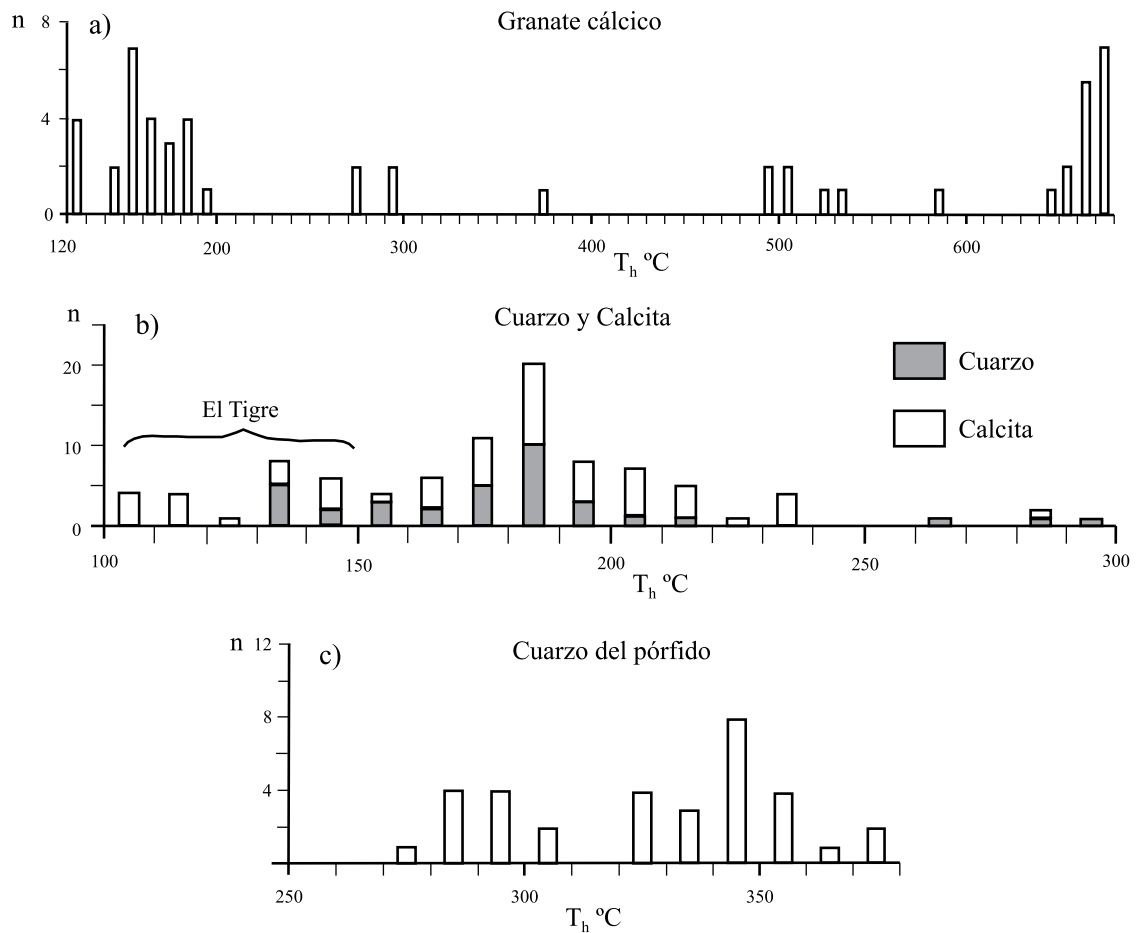 n 8 a) Granate cálcico
4
0
120 200 300 400 500 600
Th ºC
n b) Cuarzo y Calcita
20
Cuarzo
El Tigre
Calcita
10
0
100 150 200 250 300
Th ºC
n 12 c) Cuarzo del pórfido
8
4
250 300 350
Th ºC